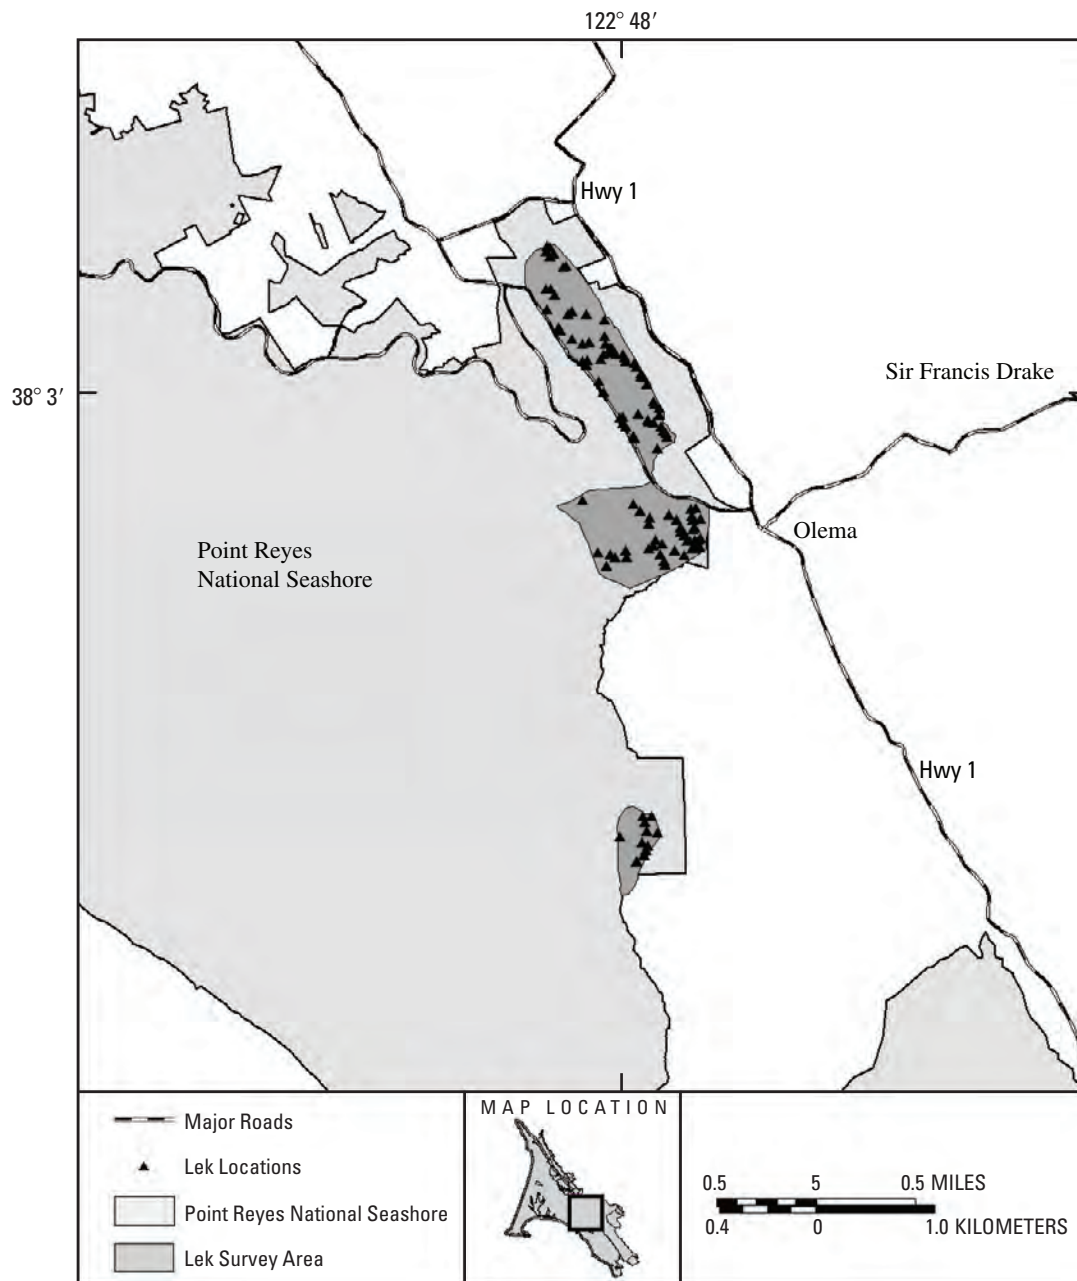 122° 48′
Hwy 1
38° 3′
Sir Francis Drake
Olema
Point Reyes
National Seashore
Hwy 1
Major Roads
Lek Locations
Point Reyes National Seashore
Lek Survey Area
MAP LOCATION
0.5 5 0.5 MILES
0.4 0 1.0 KILOMETERS